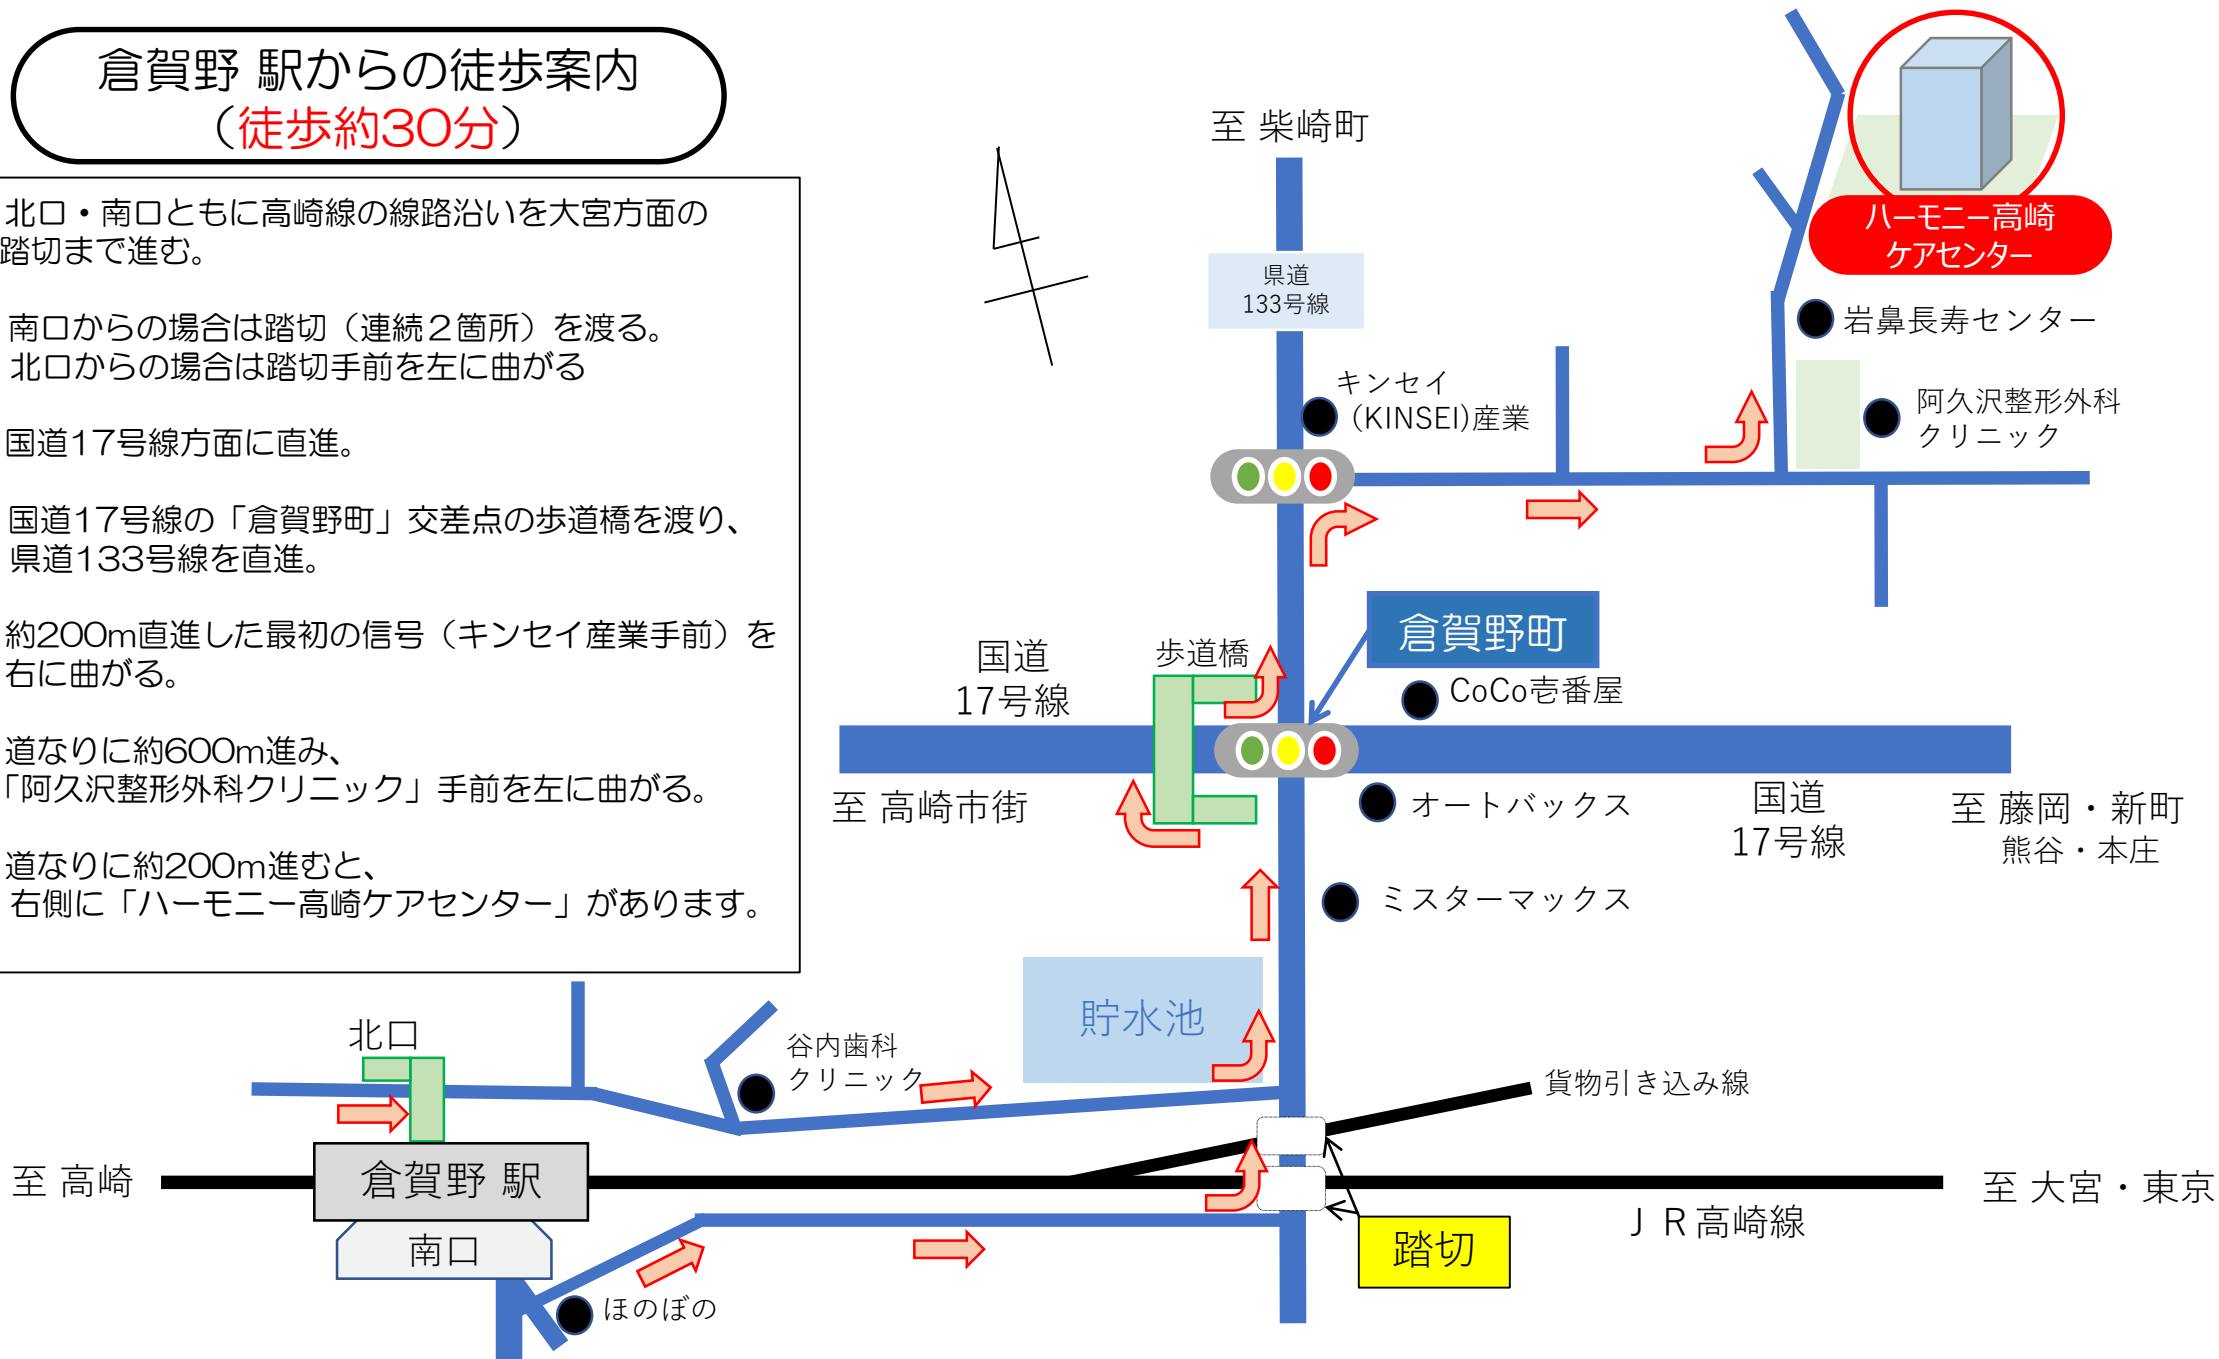 倉賀野 駅からの徒歩案内
（徒歩約30分）
北口・南口ともに高崎線の線路沿いを大宮方面の
踏切まで進む。
南口からの場合は踏切（連続２箇所）を渡る。
北口からの場合は踏切手前を左に曲がる
国道17号線方面に直進。
国道17号線の「倉賀野町」交差点の歩道橋を渡り、
県道133号線を直進。
約200m直進した最初の信号（キンセイ産業手前）を
右に曲がる。
道なりに約600m進み、
「阿久沢整形外科クリニック」手前を左に曲がる。
道なりに約200m進むと、
右側に「ハーモニー高崎ケアセンター」があります。
至 柴崎町
県道
133号線
ハーモニー高崎
ケアセンター
岩鼻長寿センター
キンセイ
（KINSEI)産業
阿久沢整形外科
クリニック
倉賀野町
国道
17号線
歩道橋
CoCo壱番屋
至 高崎市街
オートバックス
国道
17号線
至 藤岡・新町
熊谷・本庄
ミスターマックス
貯水池
北口
谷内歯科
クリニック
貨物引き込み線
至 高崎
倉賀野 駅
至 大宮・東京
ＪＲ高崎線
南口
踏切
ほのぼの